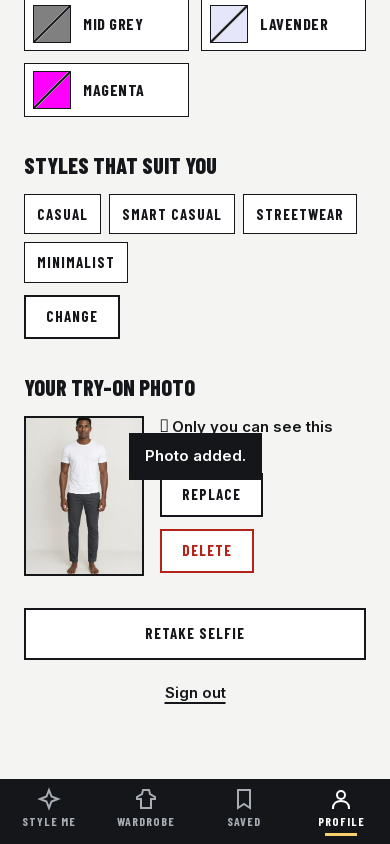 MID GREY
LAVENDER
MAGENTA
STYLES THAT SUIT YOU
CASUAL
SMART CASUAL
STREETWEAR
MINIMALIST
CHANGE
YOUR TRY-ON PHOTO
Only you can see this
Photo added.
REPLACE
DELETE
RETAKE SELFIE
Sign out
STYLE ME
WARDROBE
SAVED
PROFILE